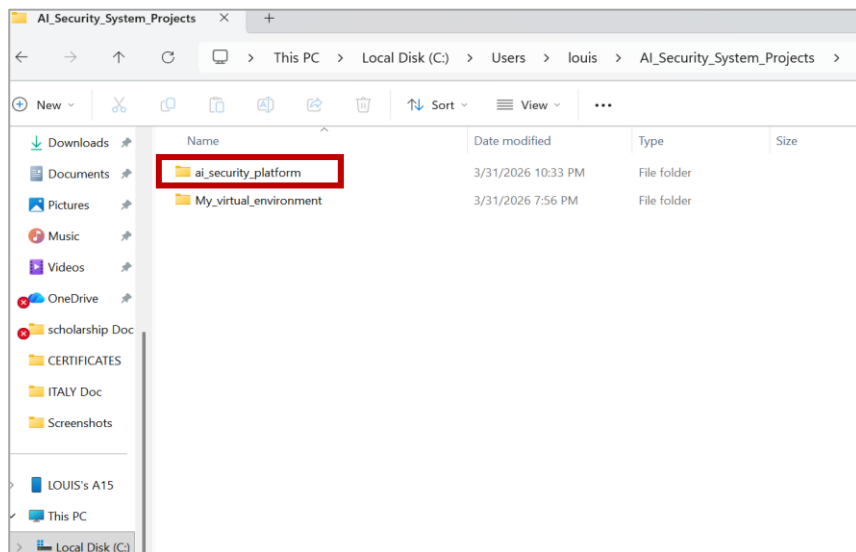 AI_Security_System_Projects
This PC > Local Disk (C:) > Users > louis > AI_Security_System_Projects >
New Sort View
Name Date modified Type Size
Downloads
Documents
Pictures
Music
Videos
OneDrive
scholarship Doc
CERTIFICATES
ITALY Doc
Screenshots
LOUIS's A15
This PC
Local Disk (C:)
ai_security_platform 3/31/2026 10:33 PM File folder
My_virtual_environment 3/31/2026 7:56 PM File folder